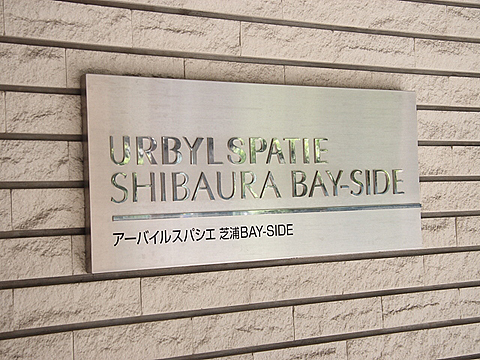 URBYL SPATIE
SHIBAURA BAY-SIDE
アーバイルスパシエ 芝浦BAY-SIDE